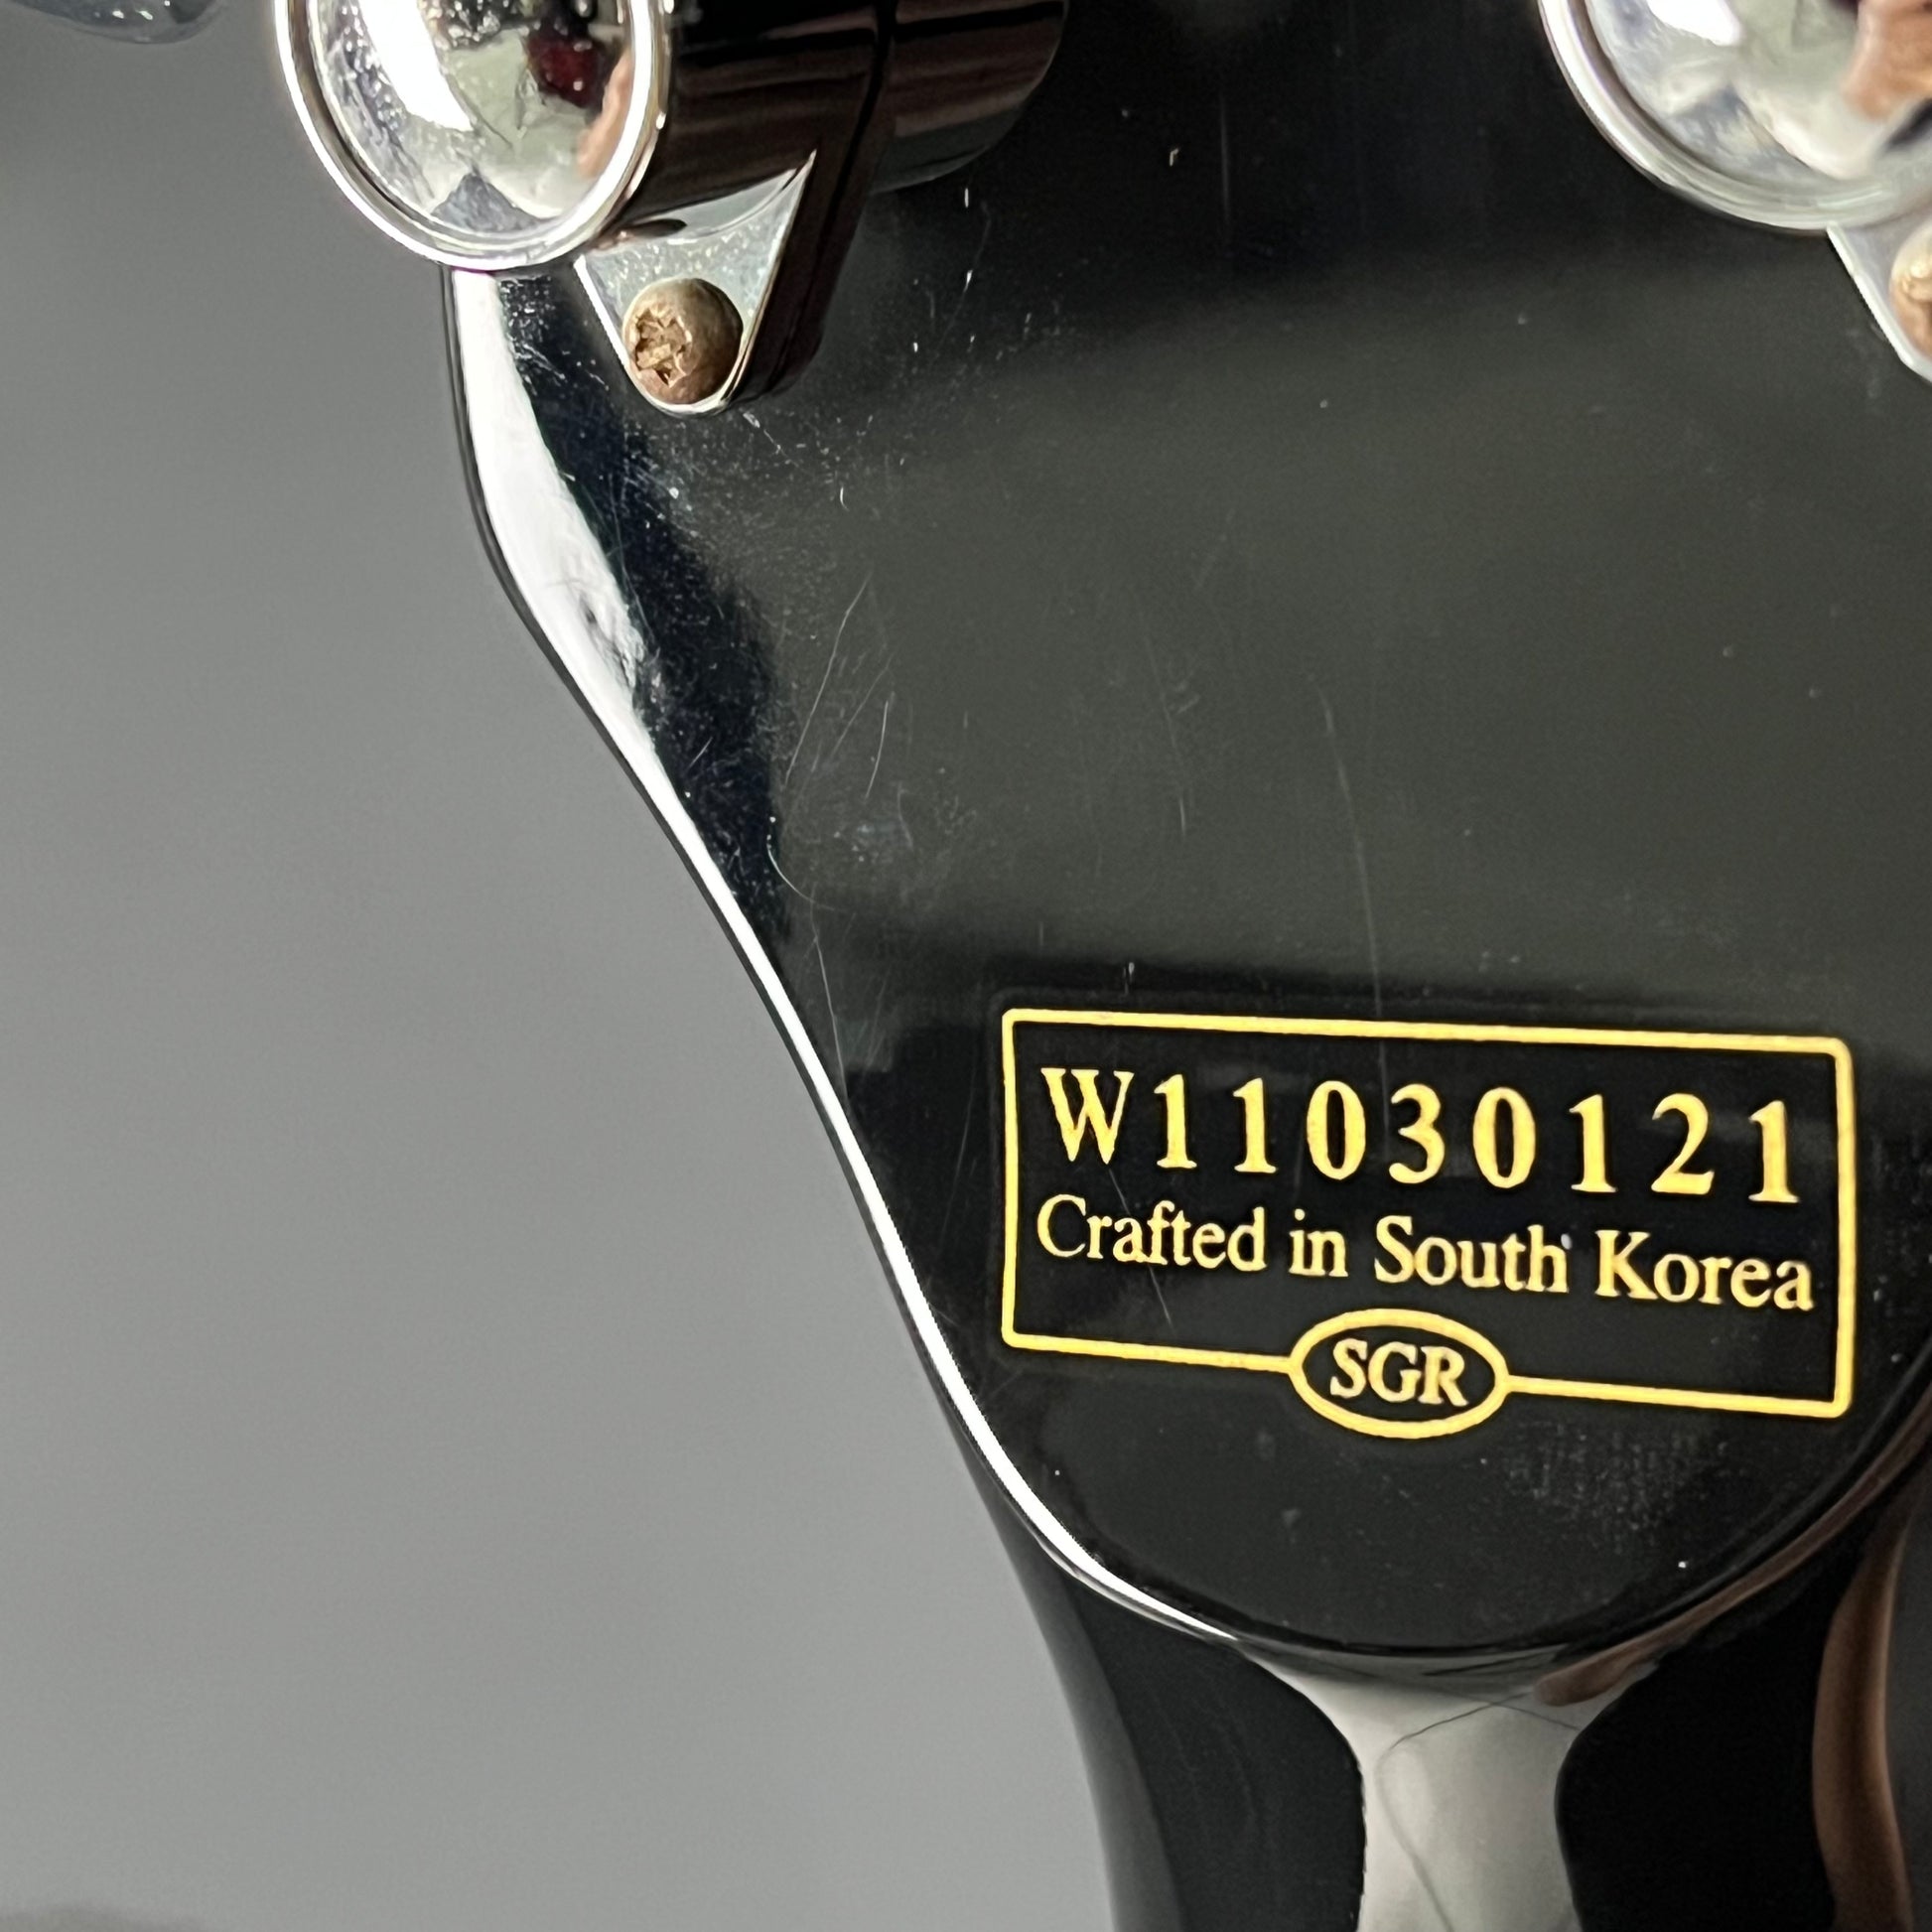 W11030121
Crafted in South Korea
SGR